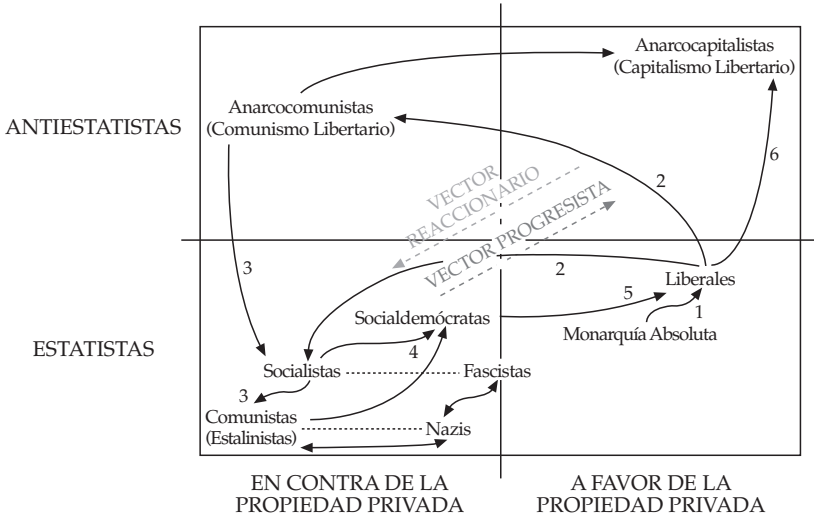 Anarcocapitalistas
(Capitalismo Libertario)
Anarcocomunistas
(Comunismo Libertario)
ANTIESTATISTAS
6
VECTOR
REACCIONARIO
2
VECTOR PROGRESISTA
3
2
Liberales
5
1
Socialdemócratas
Monarquía Absoluta
ESTATISTAS
4
Socialistas
Fascistas
3
Comunistas
(Estalinistas)
Nazis
EN CONTRA DE LA
PROPIEDAD PRIVADA
A FAVOR DE LA
PROPIEDAD PRIVADA